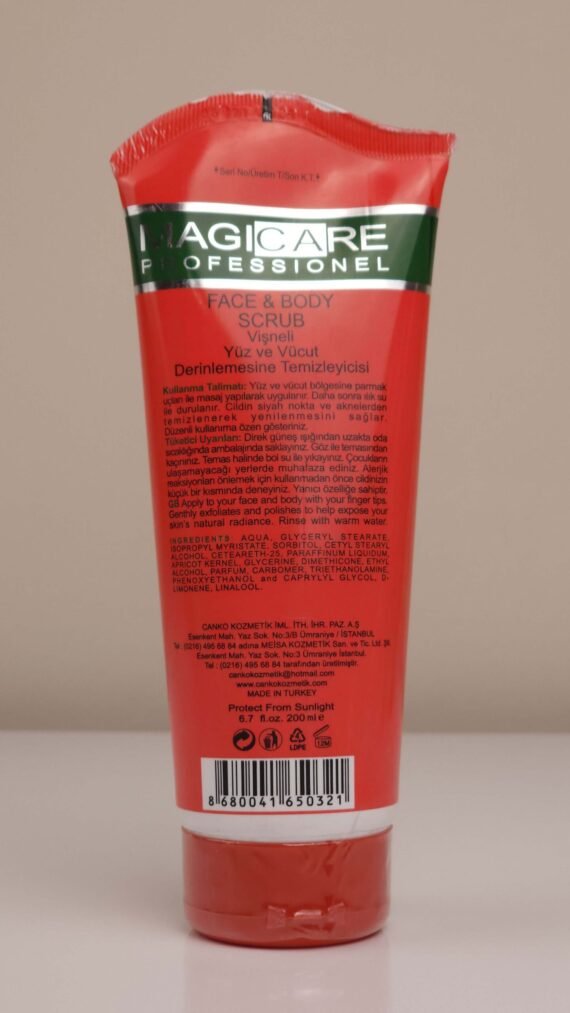 Seri No/Üretim T/Son K.T.
MAGICARE
PROFESSIONEL
FACE & BODY
SCRUB
Vişneli
Yüz ve Vücut
Derinlemesine Temizleyicisi
Kullanma Talimatı: Yüz ve vücut bölgesine parmak
uçları ile masaj yapılarak uygulanır. Daha sonra ılık su
ile durulanır. Cildin siyah nokta ve aknelerden
temizlenerek yenilenmesini sağlar.
Düzenli kullanıma özen gösteriniz.
Tüketici Uyarıları: Direk güneş ışığından uzakta oda
sıcaklığında ambalajında saklayınız. Göz ile temasından
kaçınınız. Temas halinde bol su ile yıkayınız. Çocukların
ulaşamayacağı yerlerde muhafaza ediniz. Alerjik
reaksiyonları önlemek için kullanmadan önce cildinizin
küçük bir kısmında deneyiniz. Yanıcı özelliğe sahiptir.
GB Apply to your face and body with your finger tips.
Genthly exfoliates and polishes to help expose your
skin's natural radiance. Rinse with warm water.
INGREDIENTS: AQUA, GLYCERYL STEARATE,
ISOPROPYL MYRISTATE, SORBITOL, CETYL STEARYL
ALCOHOL, CETEARETH-25, PARAFFINUM LIQUIDUM,
APRICOT KERNEL, GLYCERINE, DIMETHICONE, ETHYL
ALCOHOL, PARFUM, CARBOMER, TRIETHANOLAMINE,
PHENOXYETHANOL and CAPRYLYL GLYCOL, D-
LIMONENE, LINALOOL.
CANKO KOZMETİK İML. İTH. İHR. PAZ. A.Ş
Esenkent Mah. Yaz Sok. No:3/B Ümraniye / İSTANBUL
Tel : (0216) 495 68 84 adına MEİSA KOZMETİK San. ve Tic. Ltd. Şti.
Esenkent Mah. Yaz Sok. No:3 Ümraniye İstanbul.
Tel : (0216) 495 68 84 tarafından üretilmiştir.
cankokozmetik@hotmail.com
www.cankokozmetik.com
MADE IN TURKEY
Protect From Sunlight
6.7 fl.oz. 200 ml e
LDPE 12M
8 680041 650321